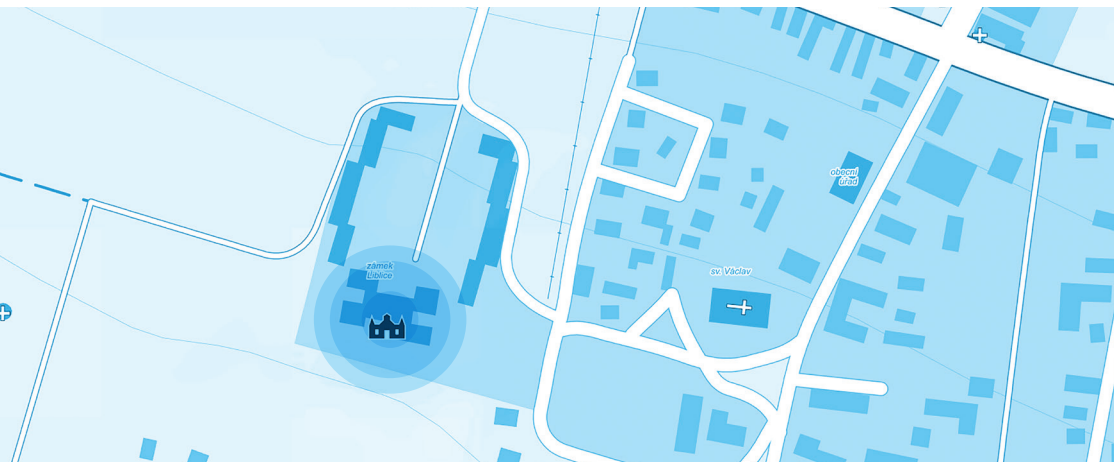 obecní
úřad
zámek
Liblice
sv. Václav